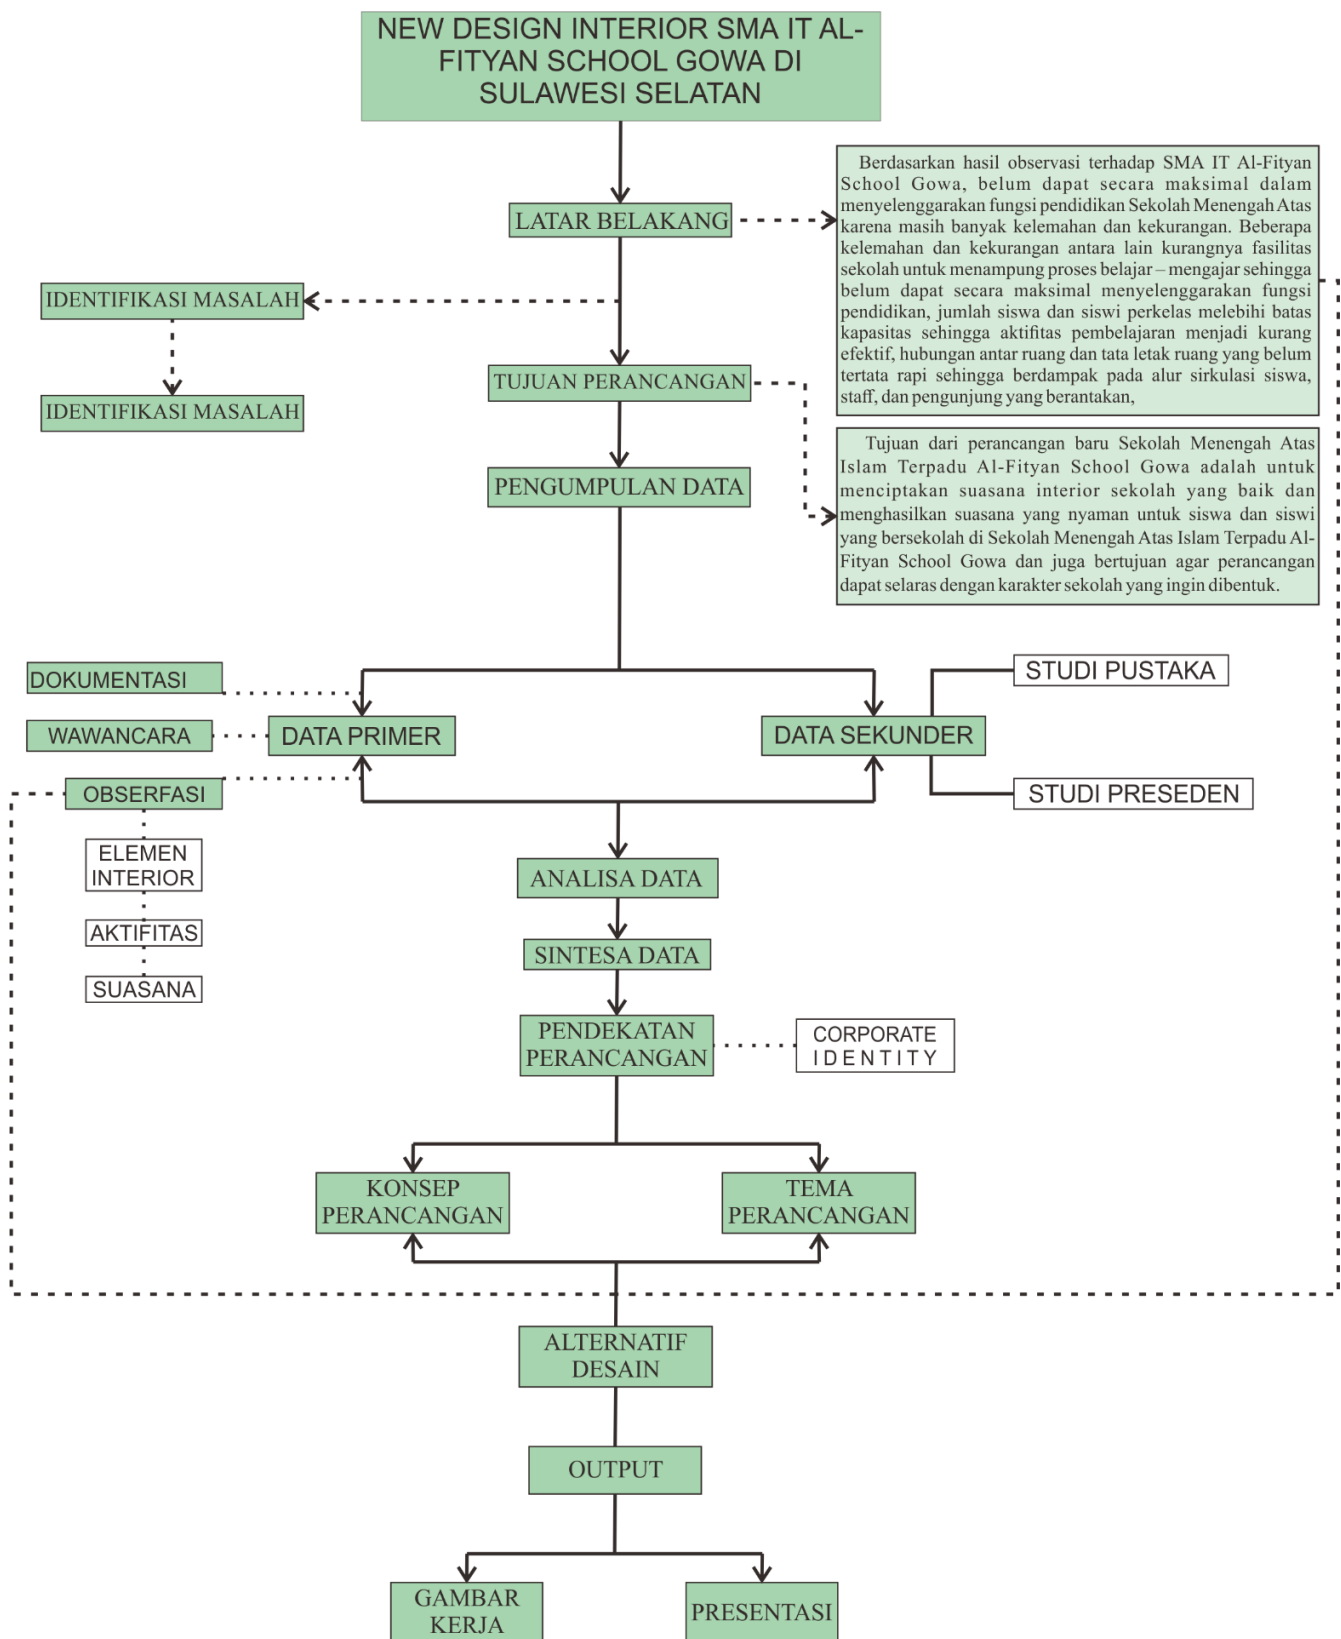 NEW DESIGN INTERIOR SMA IT AL-
FITYAN SCHOOL GOWA DI
SULAWESI SELATAN
LATAR BELAKANG
Berdasarkan hasil observasi terhadap SMA IT Al-Fityan
School Gowa, belum dapat secara maksimal dalam
menyelenggarakan fungsi pendidikan Sekolah Menengah Atas
karena masih banyak kelemahan dan kekurangan. Beberapa
kelemahan dan kekurangan antara lain kurangnya fasilitas
sekolah untuk menampung proses belajar – mengajar sehingga
belum dapat secara maksimal menyelenggarakan fungsi
pendidikan, jumlah siswa dan siswi perkelas melebihi batas
kapasitas sehingga aktifitas pembelajaran menjadi kurang
efektif, hubungan antar ruang dan tata letak ruang yang belum
tertata rapi sehingga berdampak pada alur sirkulasi siswa,
staff, dan pengunjung yang berantakan,
IDENTIFIKASI MASALAH
IDENTIFIKASI MASALAH
TUJUAN PERANCANGAN
Tujuan dari perancangan baru Sekolah Menengah Atas
Islam Terpadu Al-Fityan School Gowa adalah untuk
menciptakan suasana interior sekolah yang baik dan
menghasilkan suasana yang nyaman untuk siswa dan siswi
yang bersekolah di Sekolah Menengah Atas Islam Terpadu Al-
Fityan School Gowa dan juga bertujuan agar perancangan
dapat selaras dengan karakter sekolah yang ingin dibentuk.
PENGUMPULAN DATA
DOKUMENTASI
WAWANCARA
OBSERFASI
DATA PRIMER
DATA SEKUNDER
STUDI PUSTAKA
STUDI PRESEDEN
ELEMEN
INTERIOR
AKTIFITAS
SUASANA
ANALISA DATA
SINTESA DATA
PENDEKATAN
PERANCANGAN
CORPORATE
IDENTITY
KONSEP
PERANCANGAN
TEMA
PERANCANGAN
ALTERNATIF
DESAIN
OUTPUT
GAMBAR
KERJA
PRESENTASI